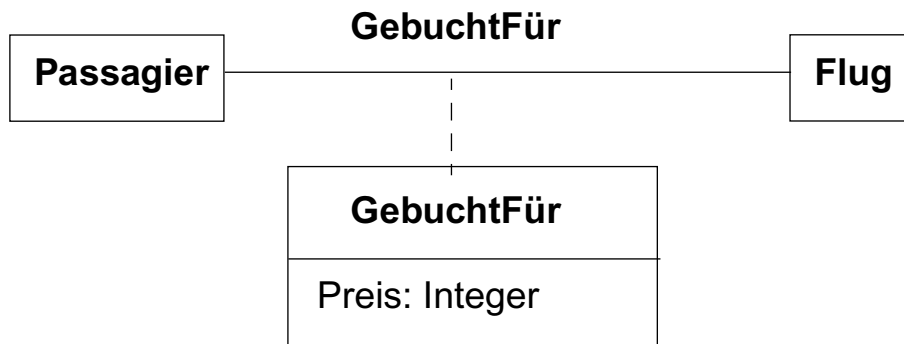 GebuchtFür
Passagier
Flug
GebuchtFür
Preis: Integer